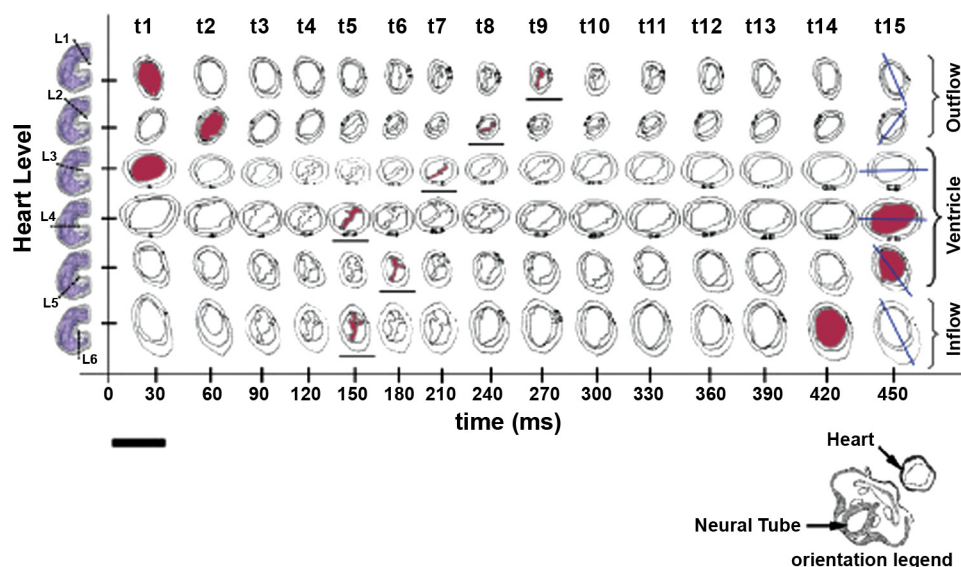 t1 t2 t3 t4 t5 t6 t7 t8 t9 t10 t11 t12 t13 t14 t15
L1
L2
L3
L4
L5
L6
Heart Level
Outflow
Ventricle
Inflow
0 30 60 90 120 150 180 210 240 270 300 330 360 390 420 450
time (ms)
Heart
Neural Tube
orientation legend